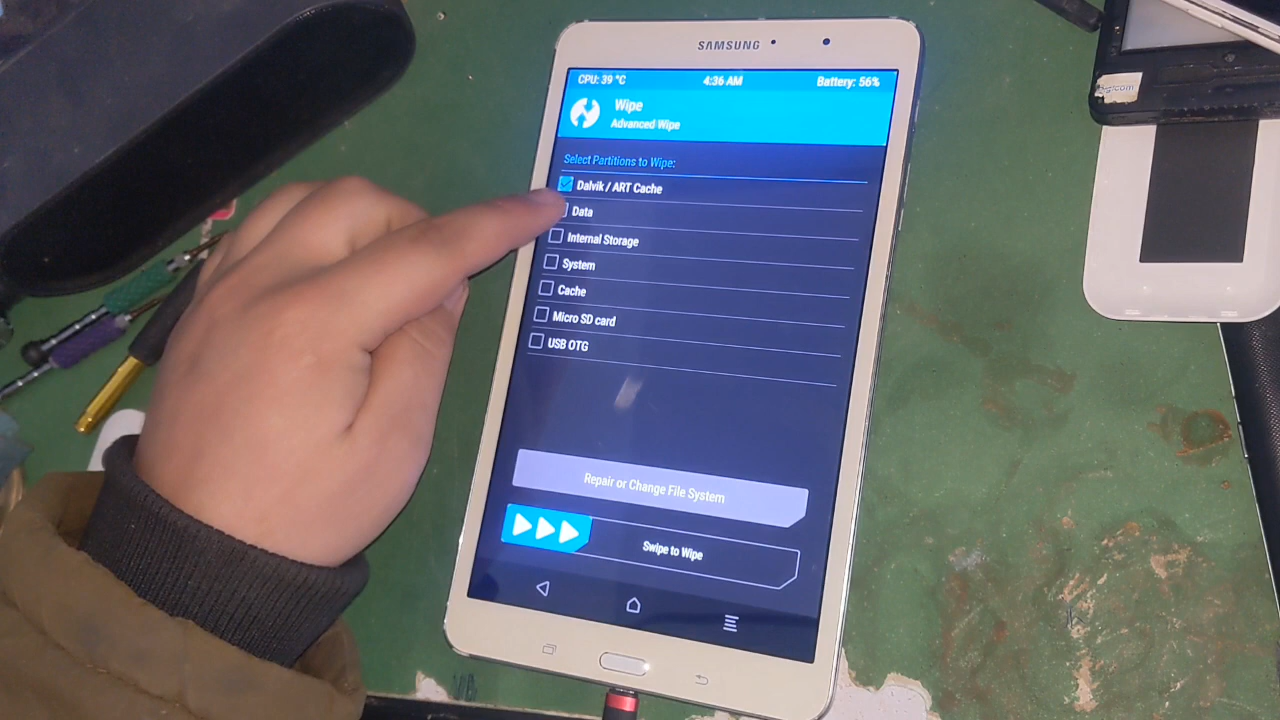 SAMSUNG
CPU: 39 °C 4:36 AM Battery: 56%
Wipe
Advanced Wipe
Select Partitions to Wipe:
Dalvik / ART Cache
Data
Internal Storage
System
Cache
Micro SD card
USB OTG
Repair or Change File System
Swipe to Wipe